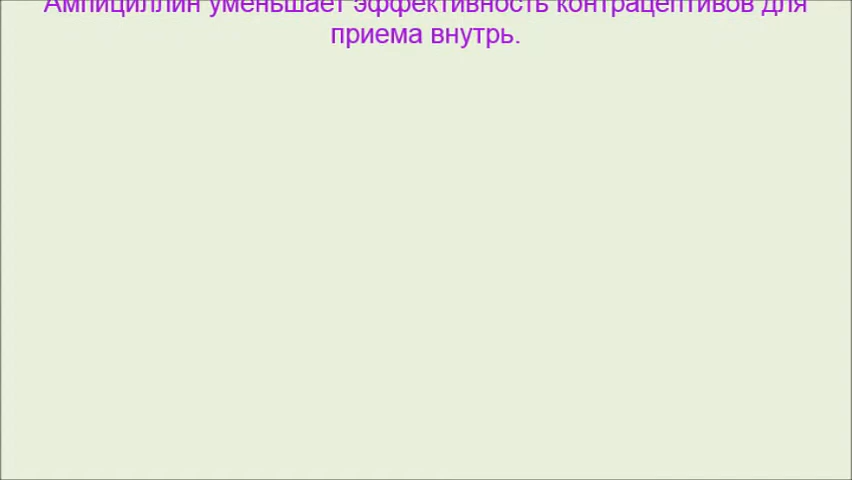 Ампициллин уменьшает эффективность контрацептивов для
приема внутрь.